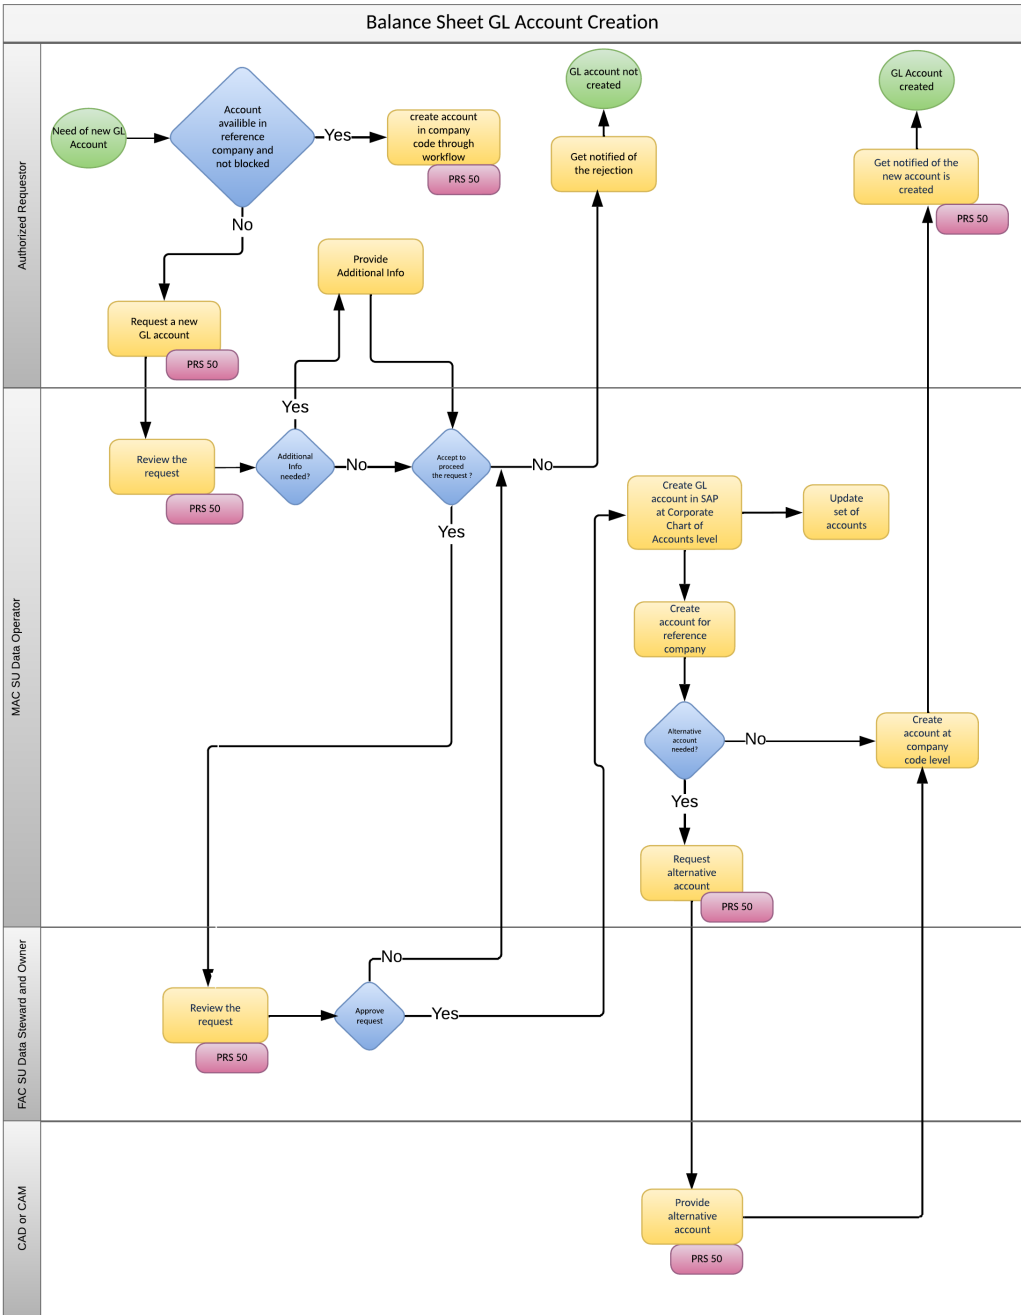 Balance Sheet GL Account Creation
Authorized Requestor
Need of new GL
Account
Account
availible in
reference
company and
not blocked
Yes
create account
in company
code through
workflow
PRS 50
GL account not
created
Get notified of
the rejection
GL Account
created
Get notified of the
new account is
created
PRS 50
No
Provide
Additional Info
Request a new
GL account
PRS 50
MAC SU Data Operator
Yes
Review the
request
PRS 50
Additional
Info
needed?
No
Accept to
proceed
the request ?
No
Yes
Create GL
account in SAP
at Corporate
Chart of
Accounts level
Update
set of
accounts
Create
account for
reference
company
Alternative
account
needed?
No
Create
account at
company
code level
Yes
Request
alternative
account
PRS 50
FAC SU Data Steward and Owner
No
Review the
request
PRS 50
Approve
request
Yes
CAD or CAM
Provide
alternative
account
PRS 50